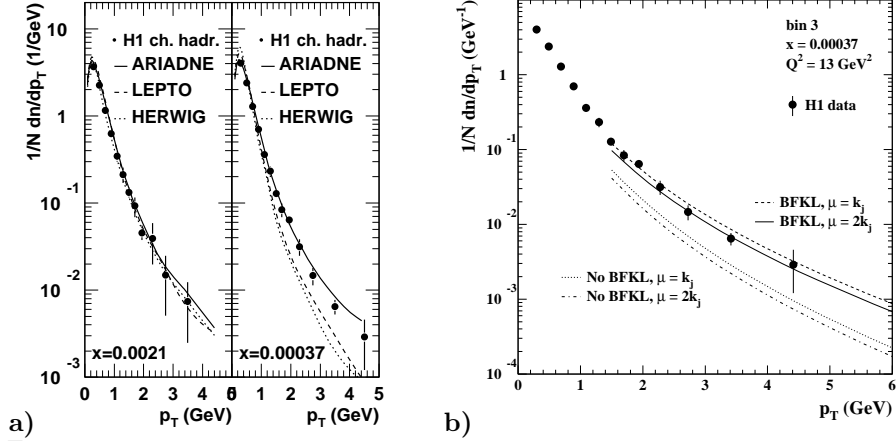 1/N dn/dp_T (1/GeV)
10
1
10^-1
10^-2
10^-3
H1 ch. hadr.
ARIADNE
LEPTO
HERWIG
x=0.0021
0 1 2 3 4
p_T (GeV)
H1 ch. hadr.
ARIADNE
LEPTO
HERWIG
x=0.00037
0 1 2 3 4 5
p_T (GeV)
a)
1/N dn/dp_T (GeV^-1)
1
10^-1
10^-2
10^-3
10^-4
bin 3
x = 0.00037
Q^2 = 13 GeV^2
H1 data
BFKL, μ = k_j
BFKL, μ = 2k_j
No BFKL, μ = k_j
No BFKL, μ = 2k_j
0 1 2 3 4 5 6
p_T (GeV)
b)